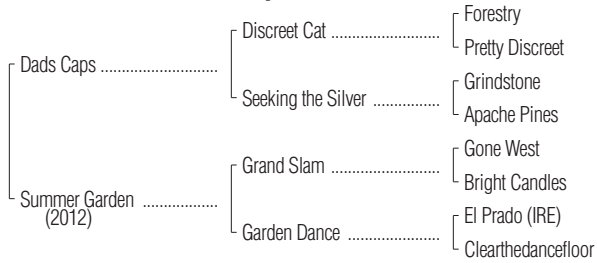 Forestry
Discreet Cat ..........................
Pretty Discreet
Dads Caps ............................
Grindstone
Seeking the Silver ................
Apache Pines
Gone West
Grand Slam ..........................
Bright Candles
Summer Garden ..................
(2012)
El Prado (IRE)
Garden Dance ......................
Clearthedancefloor